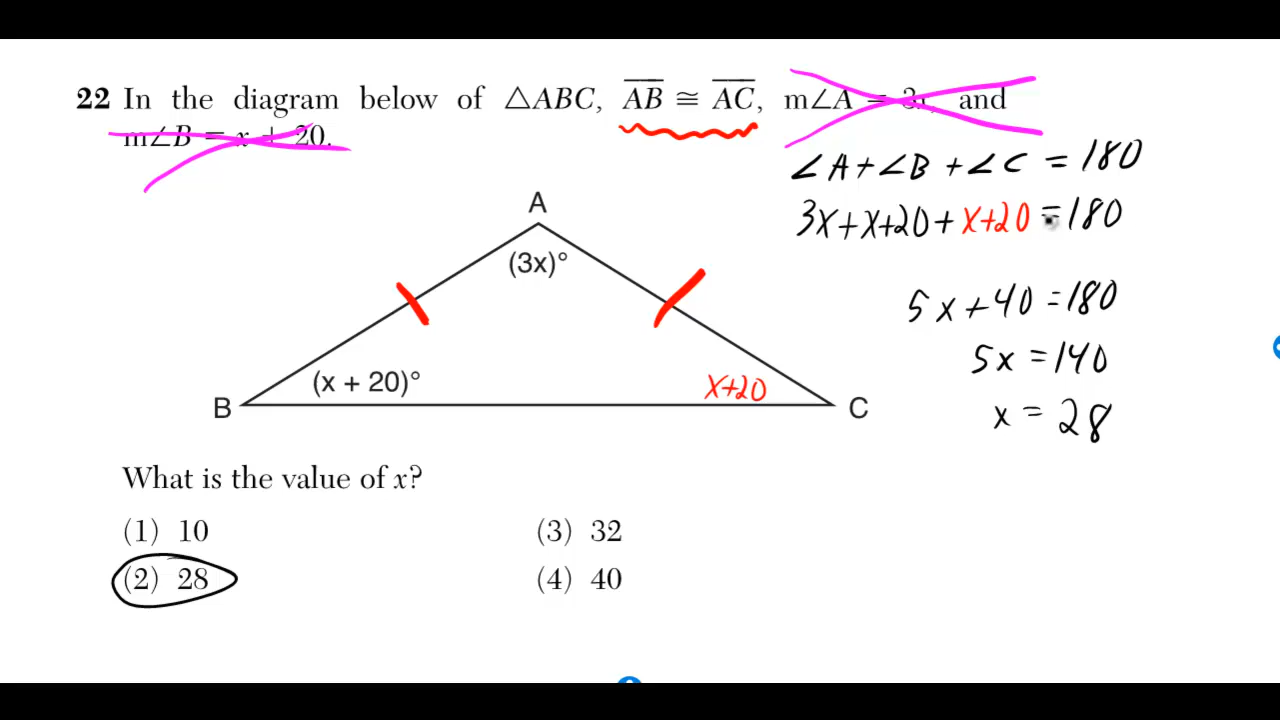 22 In the diagram below of △ABC, AB ≅ AC, m∠A = 3x, and
m∠B = x + 20.
∠A+∠B+∠C = 180
3x+x+20+x+20=180
A
(3x)°
5x+40=180
5x=140
x=28
(x + 20)°
x+20
B
C
What is the value of x?
(1) 10
(3) 32
(2) 28
(4) 40